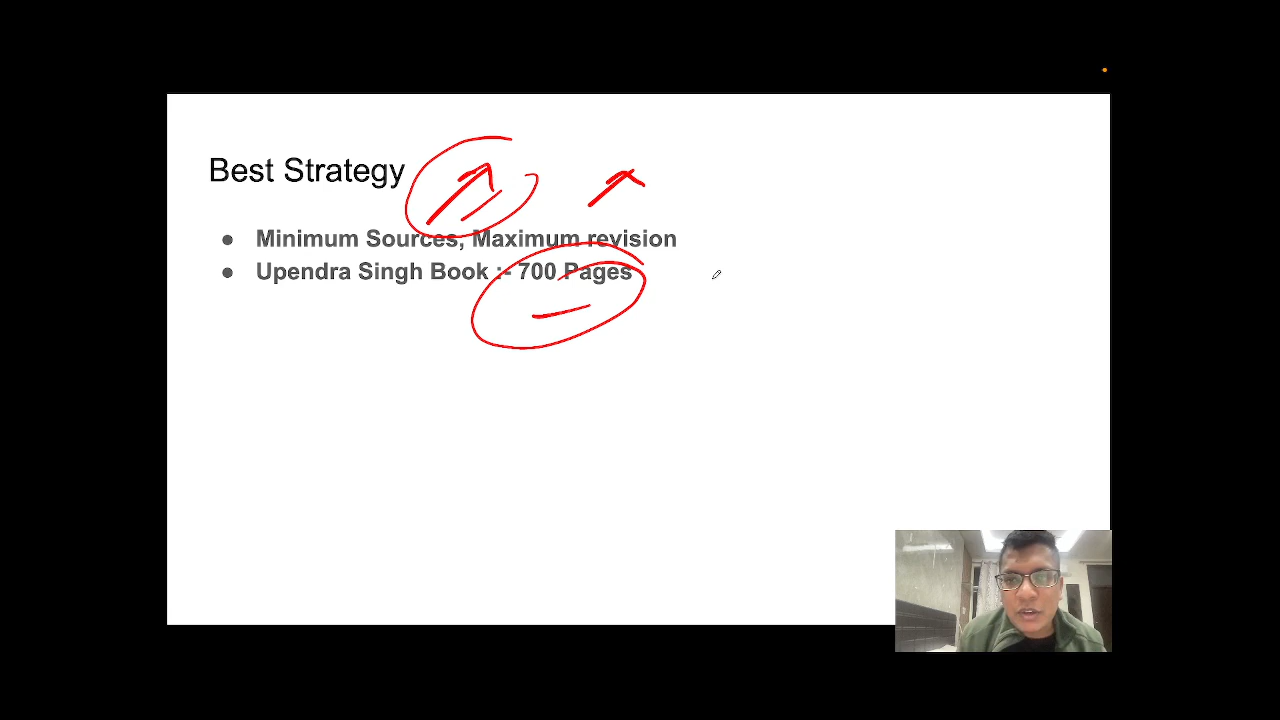 Best Strategy
● Minimum Sources, Maximum revision
● Upendra Singh Book :- 700 Pages